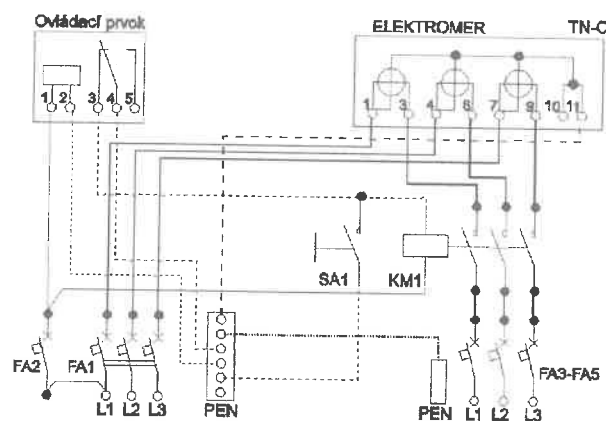 Ovládací prvok
ELEKTROMER TN-C
1 2 3 4 5
1 3 4 6 7 9 10 11
SA1 KM1
FA2 FA1
FA3-FA5
L1 L2 L3 PEN PEN L1 L2 L3